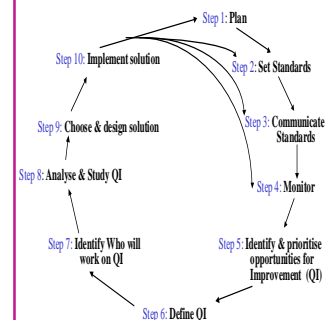 Step 1: Plan
Step 2: Set Standards
Step 3: Communicate
Standards
Step 4: Monitor
Step 5: Identify & prioritise
opportunities for
Improvement (QI)
Step 6: Define QI
Step 7: Identify Who will
work on QI
Step 8: Analyse & Study QI
Step 9: Choose & design solution
Step 10: Implement solution